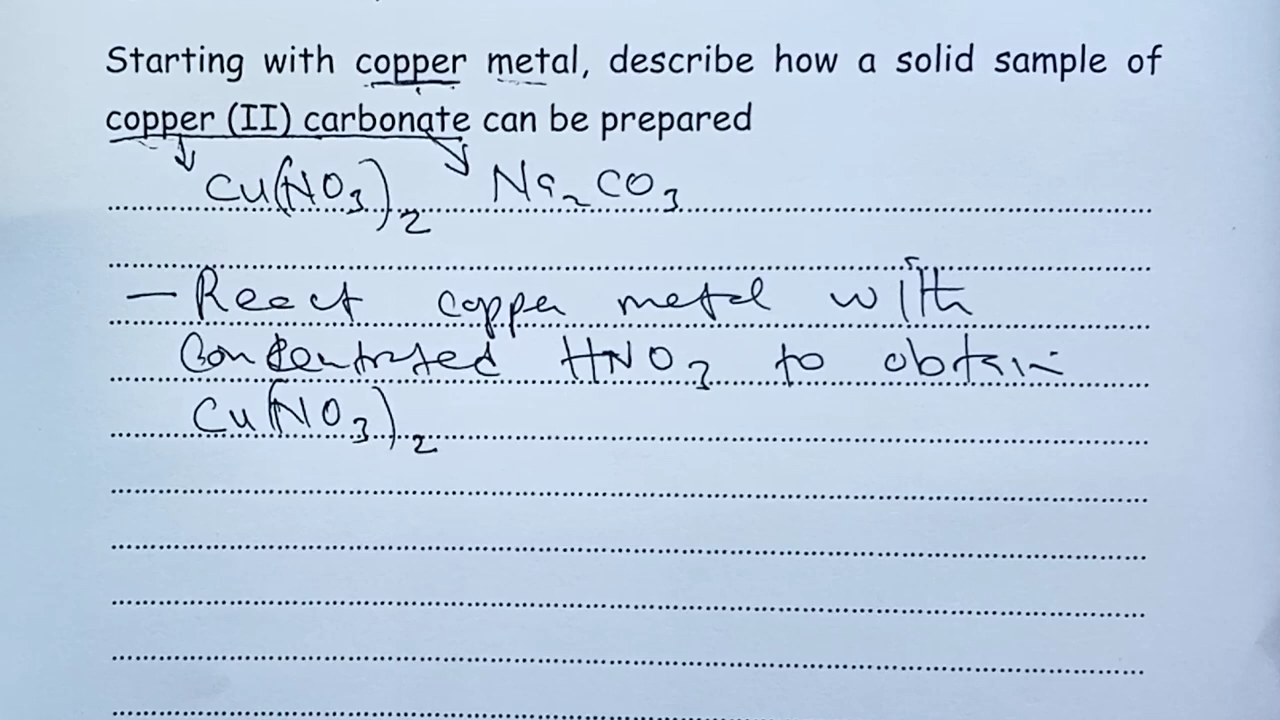 Starting with copper metal, describe how a solid sample of
copper (II) carbonate can be prepared
Cu(NO₃)₂ Na₂CO₃
– React copper metal with
Concentrated HNO₃ to obtain
Cu(NO₃)₂